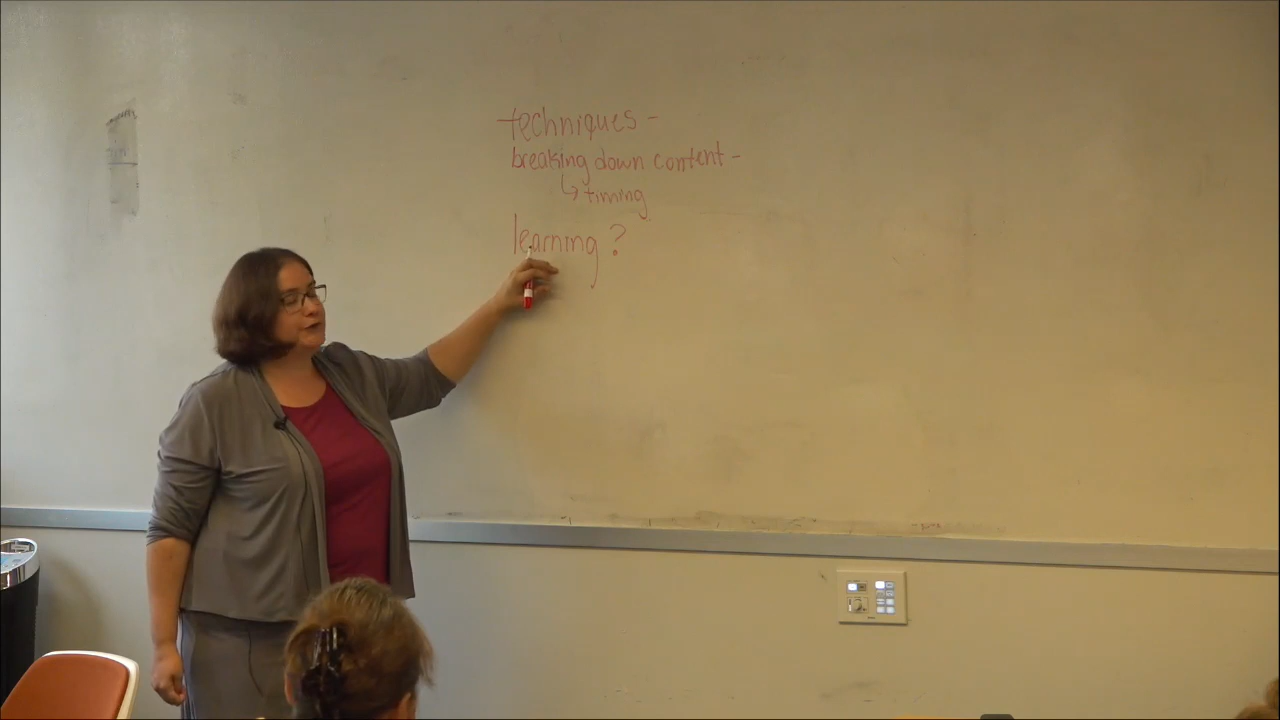 techniques -
breaking down content -
↳ timing
learning ?